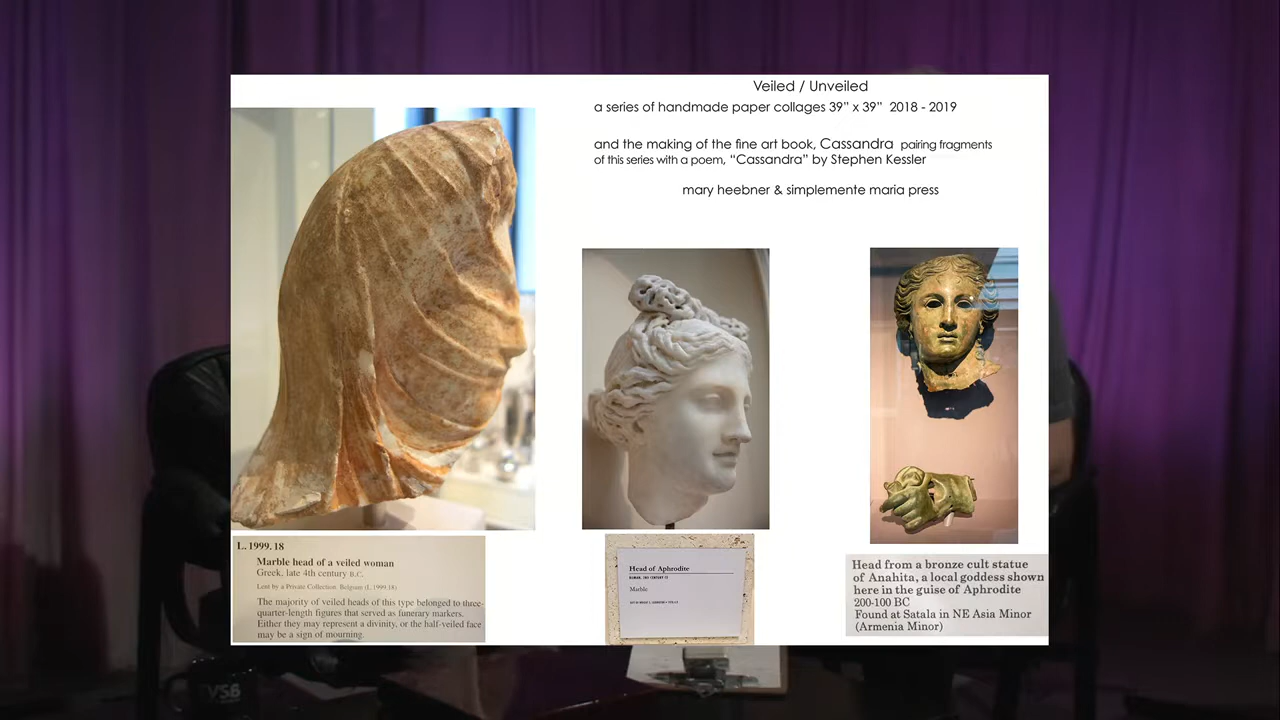 Veiled / Unveiled
a series of handmade paper collages 39” x 39” 2018 - 2019
and the making of the fine art book, Cassandra pairing fragments
of this series with a poem, “Cassandra” by Stephen Kessler
mary heebner & simplemente maria press
L. 1999.18
Marble head of a veiled woman
Greek, late 4th century B.C.
Lent by a Private Collection, Belgium (L.1999.18)
The majority of veiled heads of this type belonged to three-
quarter-length figures that served as funerary markers.
Either they may represent a divinity, or the half-veiled face
may be a sign of mourning.
Head of Aphrodite
Marble
Head from a bronze cult statue
of Anahita, a local goddess shown
here in the guise of Aphrodite
200-100 BC
Found at Satala in NE Asia Minor
(Armenia Minor)
VS6